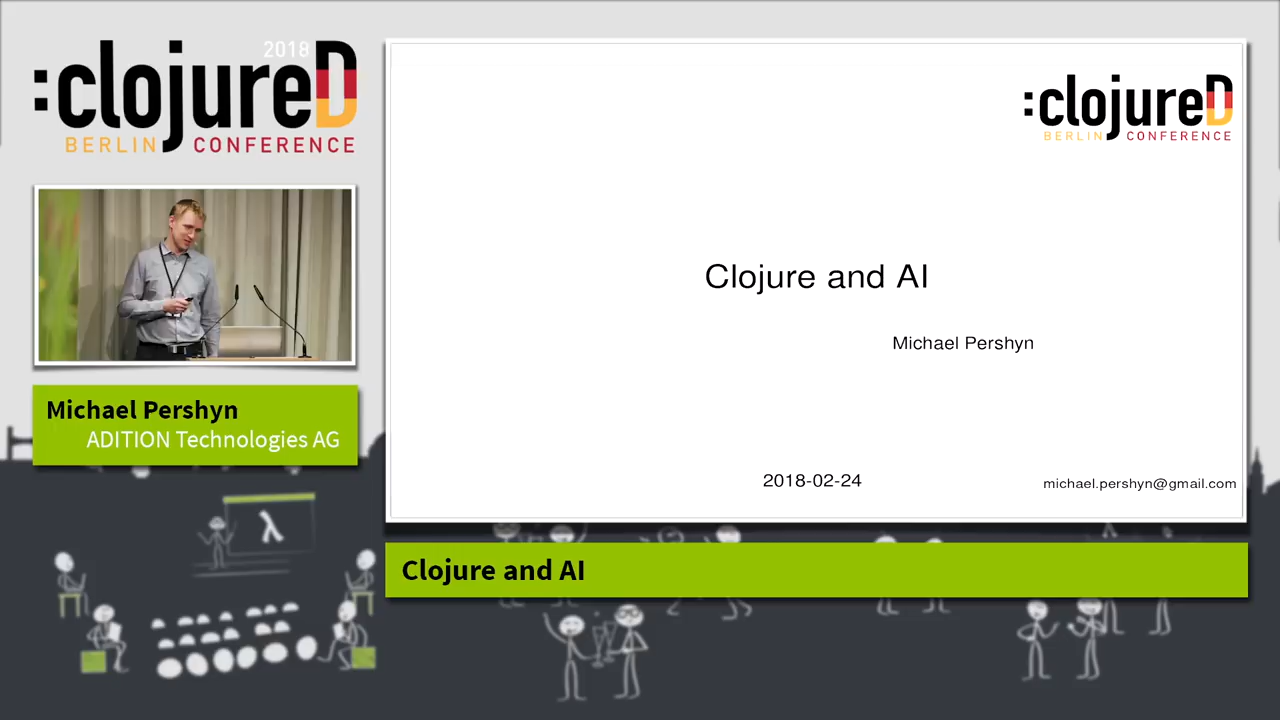 2018
:clojureD
BERLIN CONFERENCE
Michael Pershyn
ADITION Technologies AG
λ
:clojureD
BERLIN CONFERENCE
Clojure and AI
Michael Pershyn
2018-02-24
michael.pershyn@gmail.com
Clojure and AI